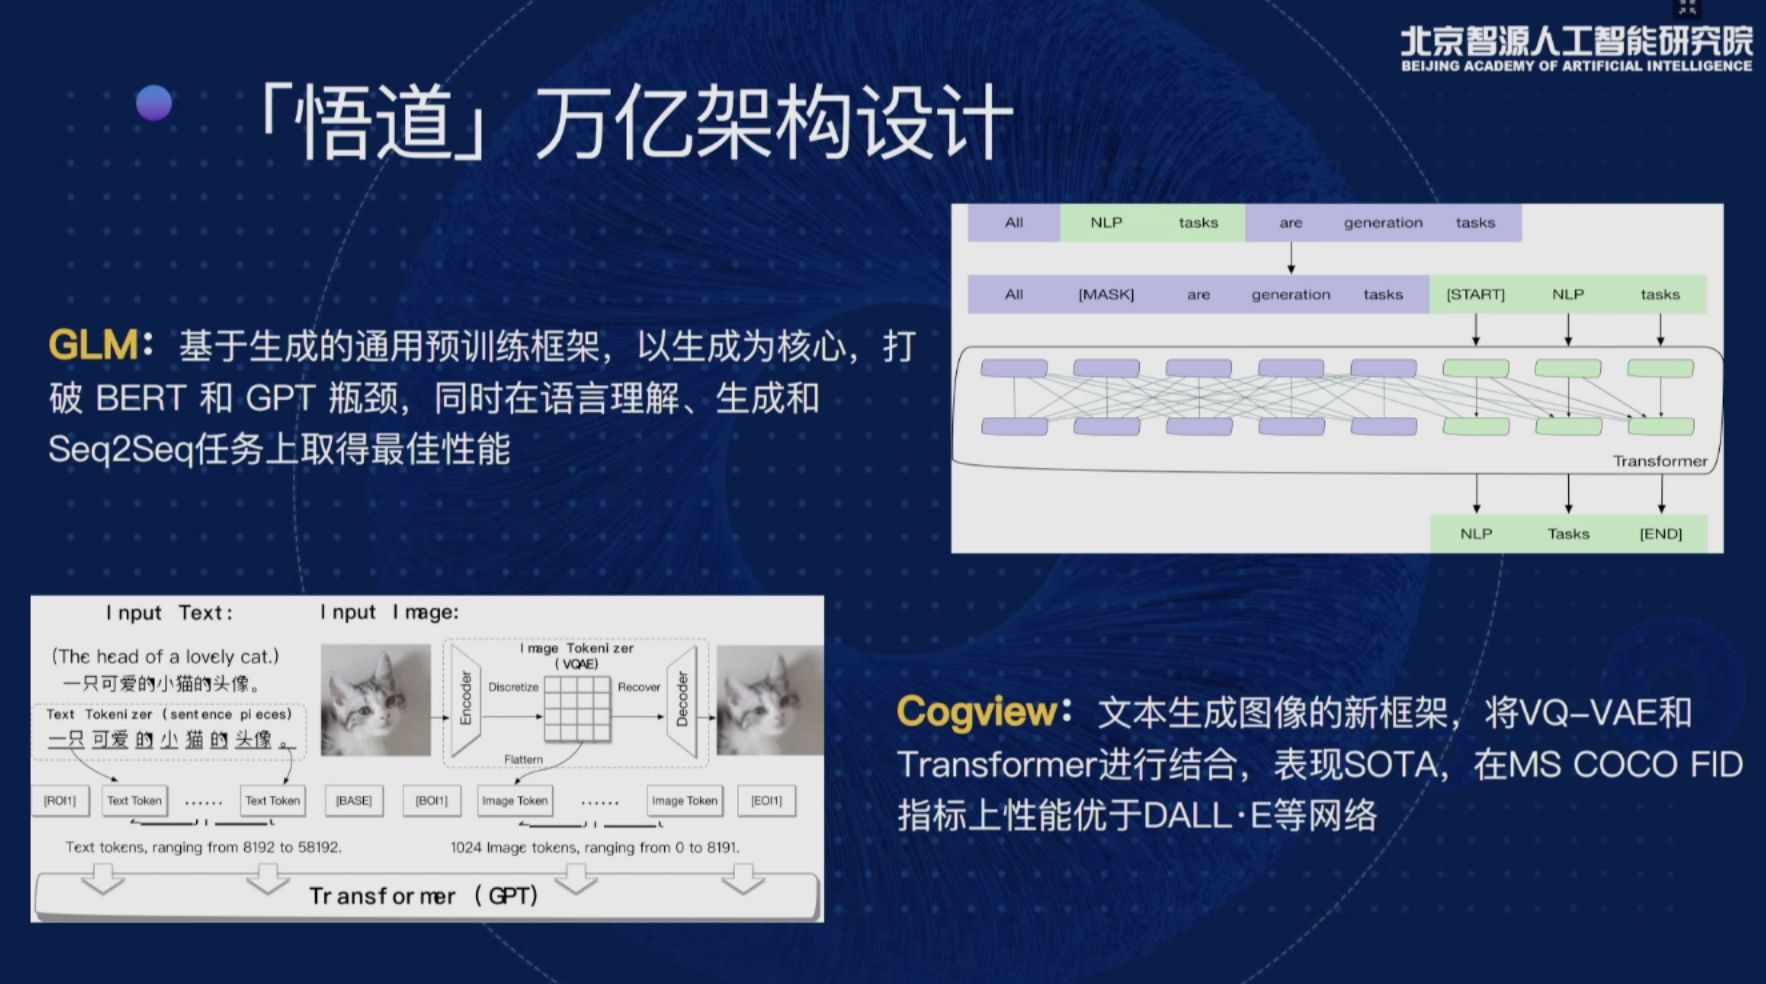 北京智源人工智能研究院
BEIJING ACADEMY OF ARTIFICIAL INTELLIGENCE
「悟道」万亿架构设计
GLM：基于生成的通用预训练框架，以生成为核心，打
破 BERT 和 GPT 瓶颈，同时在语言理解、生成和
Seq2Seq任务上取得最佳性能
All NLP tasks are generation tasks
All [MASK] are generation tasks [START] NLP tasks
Transformer
NLP Tasks [END]
Input Text:
Input Image:
(The head of a lovely cat.)
一只可爱的小猫的头像。
Text Tokenizer (sentence pieces)
一只 可爱 的 小 猫 的 头像 。
Image Tokenizer
(VQAE)
Encoder
Discretize
Recover
Decoder
Flattern
[ROI1] Text Token ...... Text Token [BASE] [BOI1] Image Token ...... Image Token [EOI1]
Text tokens, ranging from 8192 to 58192.
1024 Image tokens, ranging from 0 to 8191.
Transformer (GPT)
Cogview：文本生成图像的新框架，将VQ-VAE和
Transformer进行结合，表现SOTA，在MS COCO FID
指标上性能优于DALL·E等网络